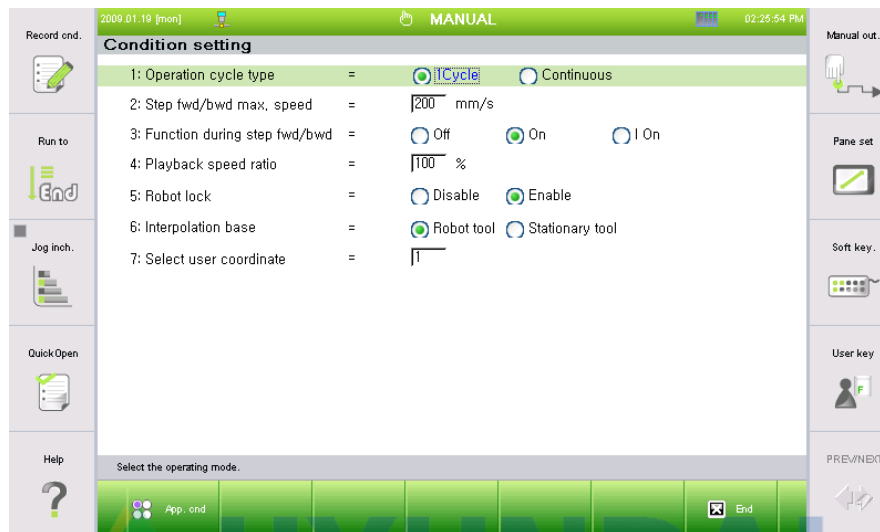 2009.01.19 [mon] MANUAL 02:25:54 PM
Condition setting
1: Operation cycle type = 1Cycle Continuous
2: Step fwd/bwd max, speed = 200 mm/s
3: Function during step fwd/bwd = Off On I On
4: Playback speed ratio = 100 %
5: Robot lock = Disable Enable
6: Interpolation base = Robot tool Stationary tool
7: Select user coordinate = 1
Select the operating mode.
App. cnd End
Record cnd.
Run to
End
Jog inch.
Quick Open
Help
?
Manual out.
Pane set
Soft key.
User key
F
PREV/NEXT
HYUNDAI